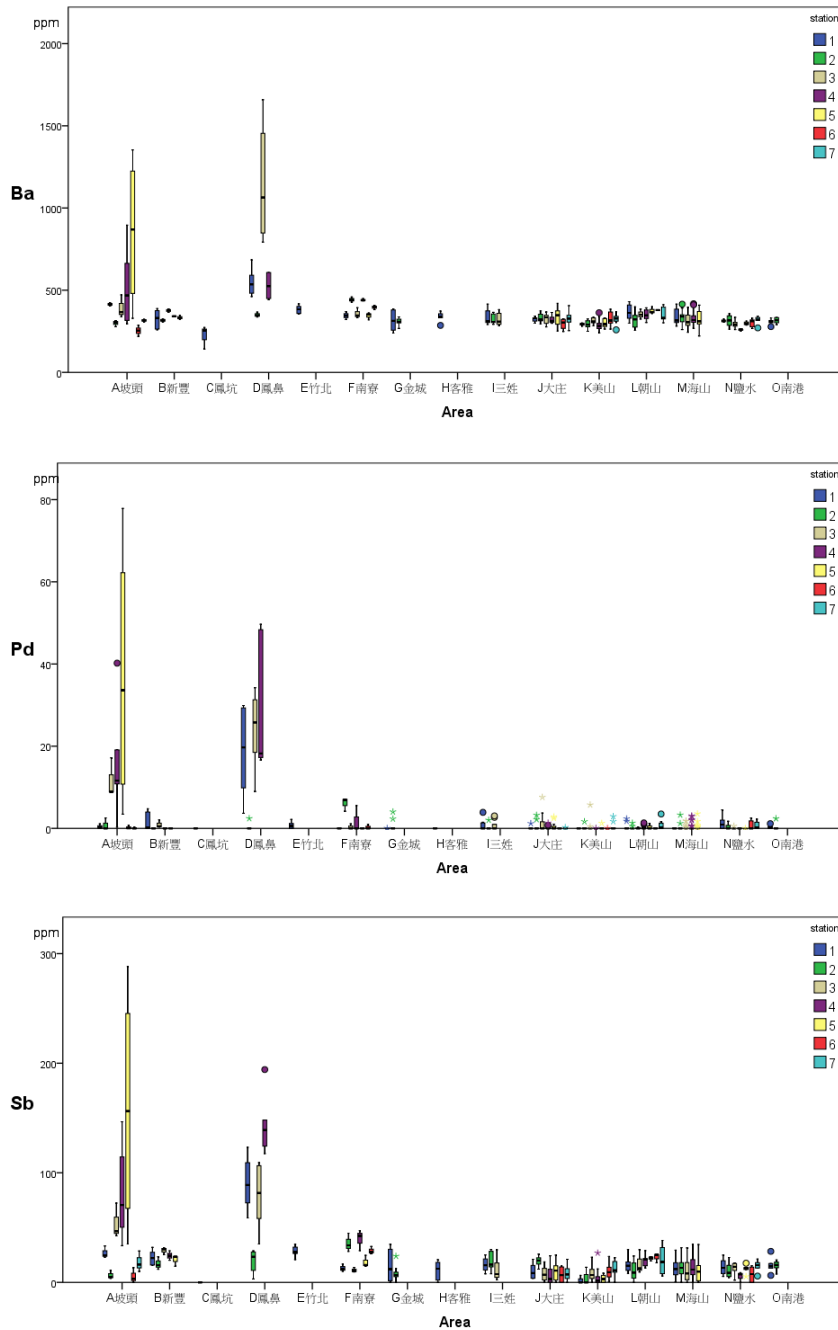 ppm
station
2000
1
2
3
4
5
6
7
1500
1000
500
0
Ba
A坡頭 B新豐 C鳳坑 D鳳鼻 E竹北 F南寮 G金城 H客雅 I三姓 J大庄 K美山 L朝山 M海山 N鹽水 O南港
Area
ppm
station
80
1
2
3
4
5
6
7
60
40
20
0
Pd
A坡頭 B新豐 C鳳坑 D鳳鼻 E竹北 F南寮 G金城 H客雅 I三姓 J大庄 K美山 L朝山 M海山 N鹽水 O南港
Area
ppm
station
300
1
2
3
4
5
6
7
200
100
0
Sb
A坡頭 B新豐 C鳳坑 D鳳鼻 E竹北 F南寮 G金城 H客雅 I三姓 J大庄 K美山 L朝山 M海山 N鹽水 O南港
Area